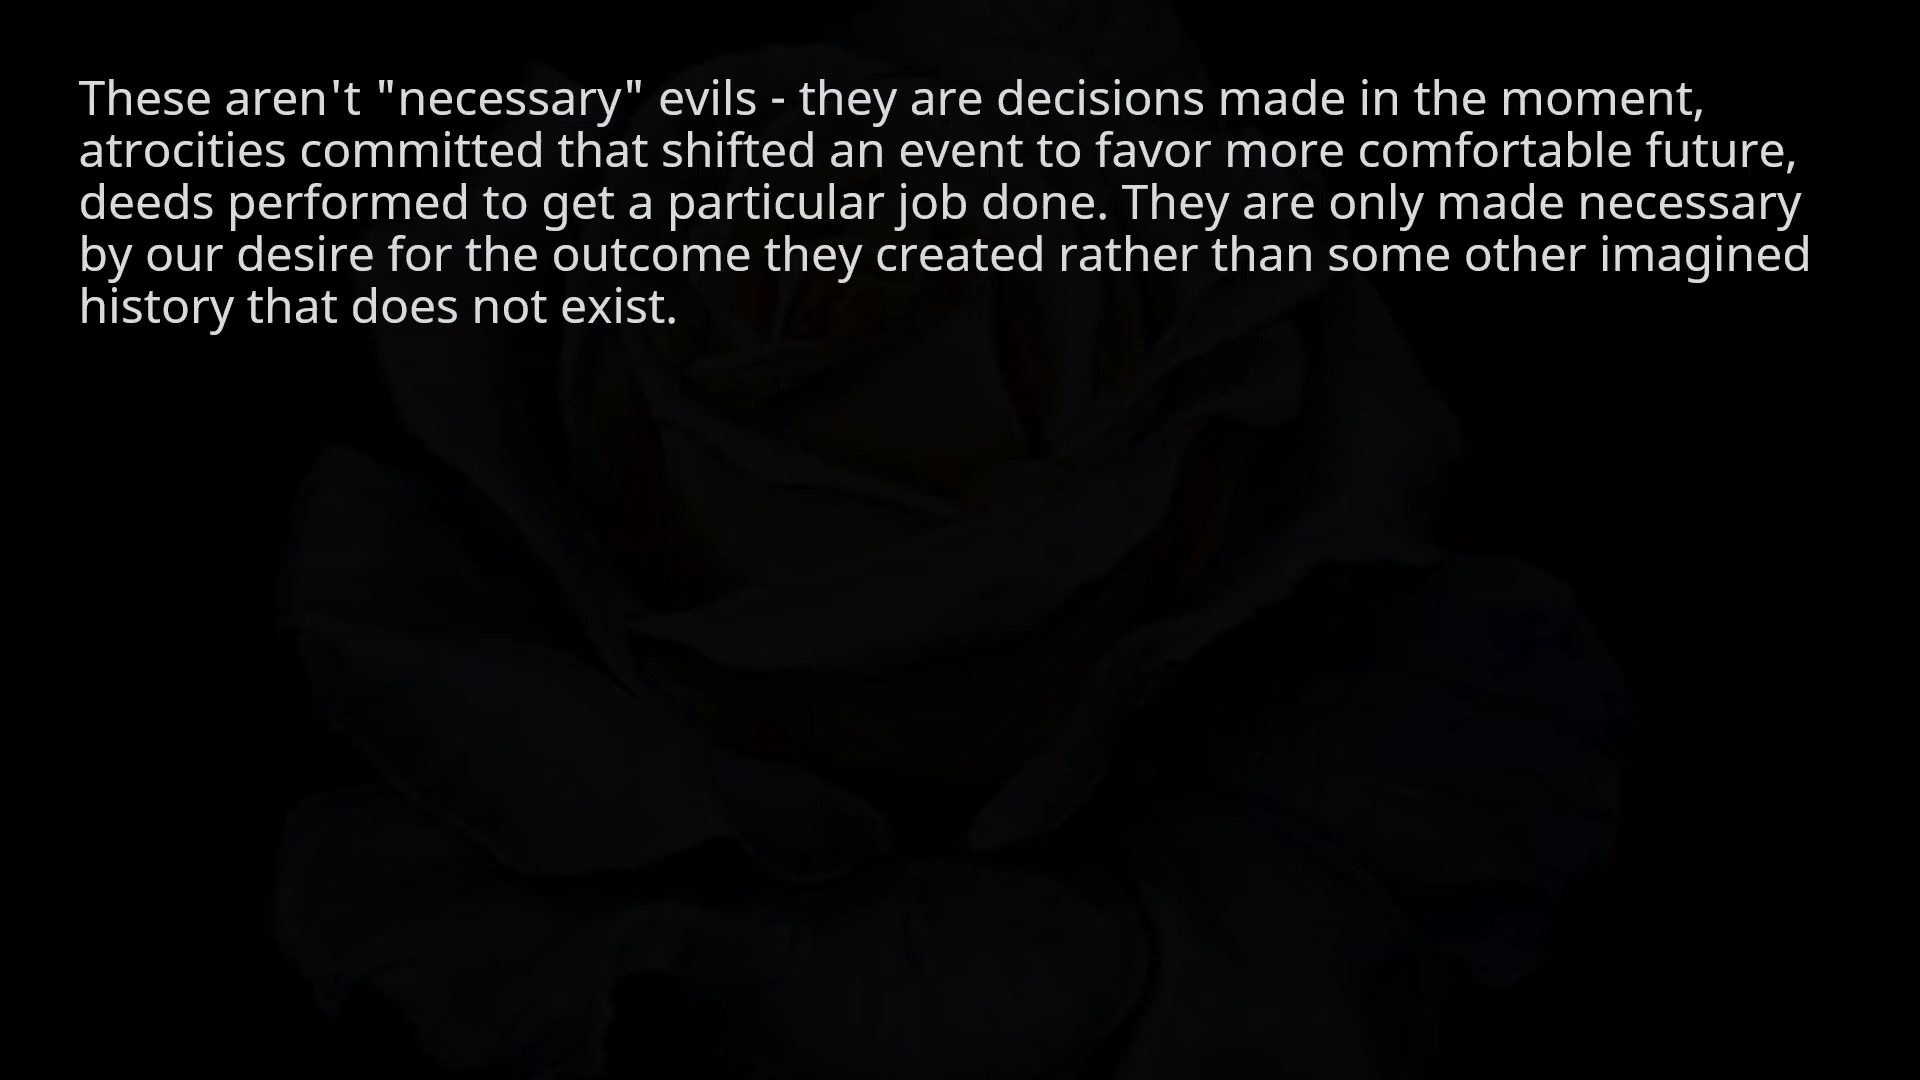 These aren't "necessary" evils - they are decisions made in the moment,
atrocities committed that shifted an event to favor more comfortable future,
deeds performed to get a particular job done. They are only made necessary
by our desire for the outcome they created rather than some other imagined
history that does not exist.